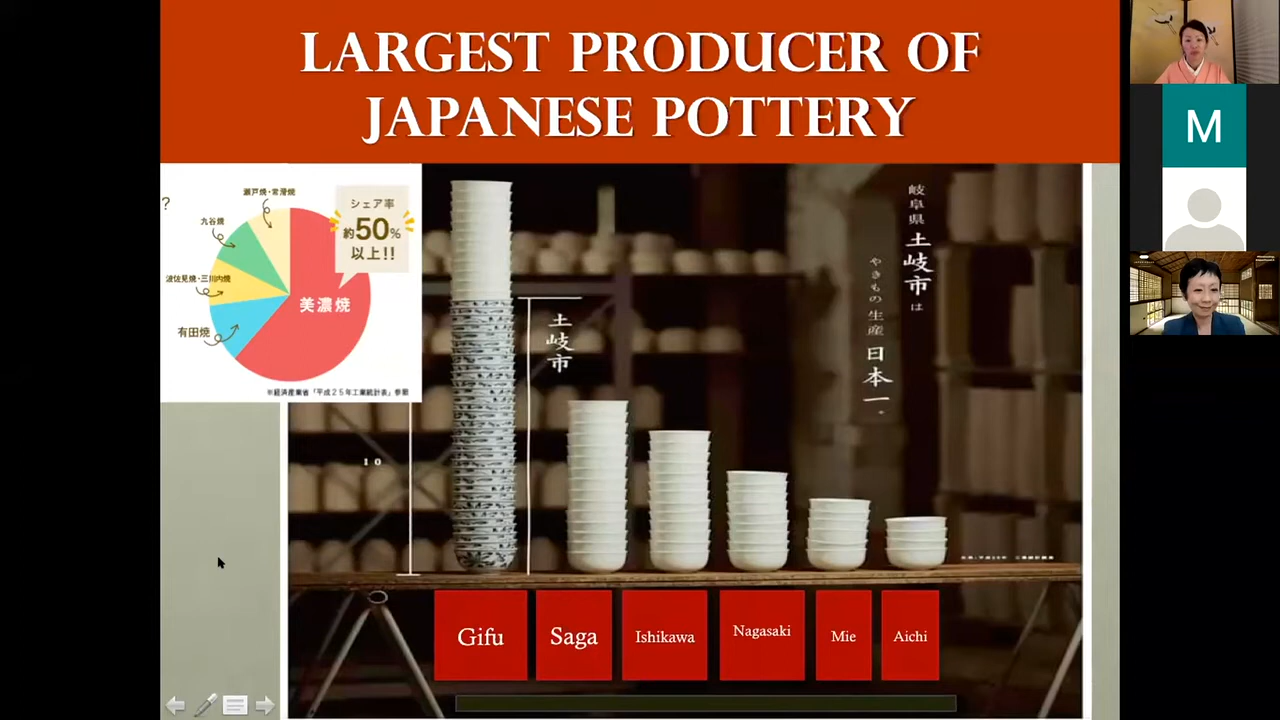 LARGEST PRODUCER OF
JAPANESE POTTERY
?
瀬戸焼・常滑焼
九谷焼
波佐見焼・三川内焼
有田焼
美濃焼
シェア率
約50%
以上!!
※経済産業省「平成25年工業統計表」参照
岐阜県 土岐市は
やきもの生産 日本一。
土岐市
10
Gifu
Saga
Ishikawa
Nagasaki
Mie
Aichi
M